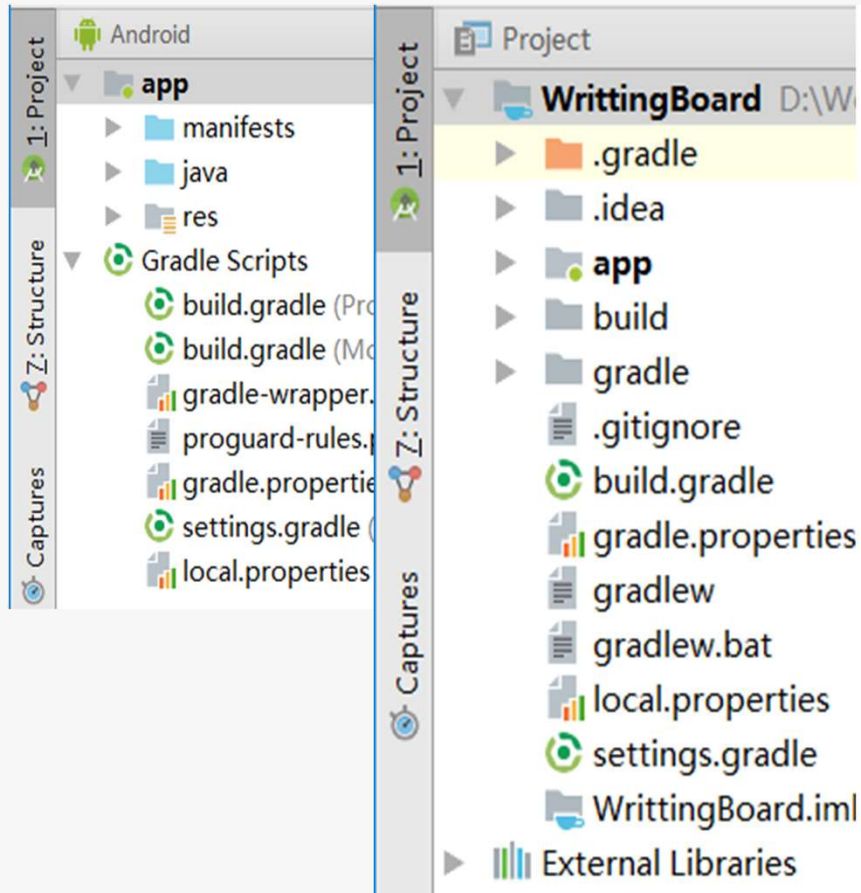 Android
app
manifests
java
res
Gradle Scripts
build.gradle (Pro
build.gradle (Mo
gradle-wrapper.
proguard-rules.p
gradle.propertie
settings.gradle (
local.properties
1: Project
7: Structure
Captures
Project
WrittingBoard D:\W
.gradle
.idea
app
build
gradle
.gitignore
build.gradle
gradle.properties
gradlew
gradlew.bat
local.properties
settings.gradle
WrittingBoard.iml
External Libraries
1: Project
7: Structure
Captures